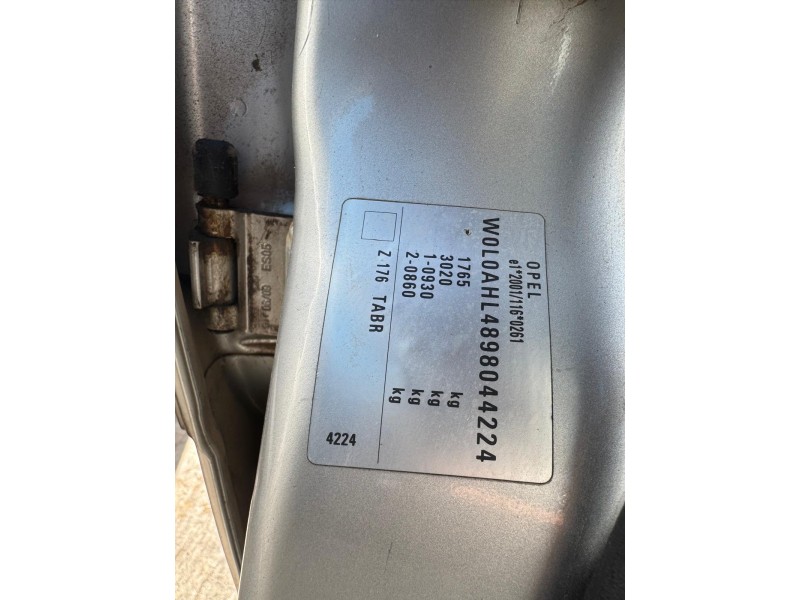 OPEL
e1*2001/116*0261
W0L0AHL4898044224
1765 kg
3020 kg
1-0930 kg
2-0860 kg
Z 176 TABR
4224
ES05